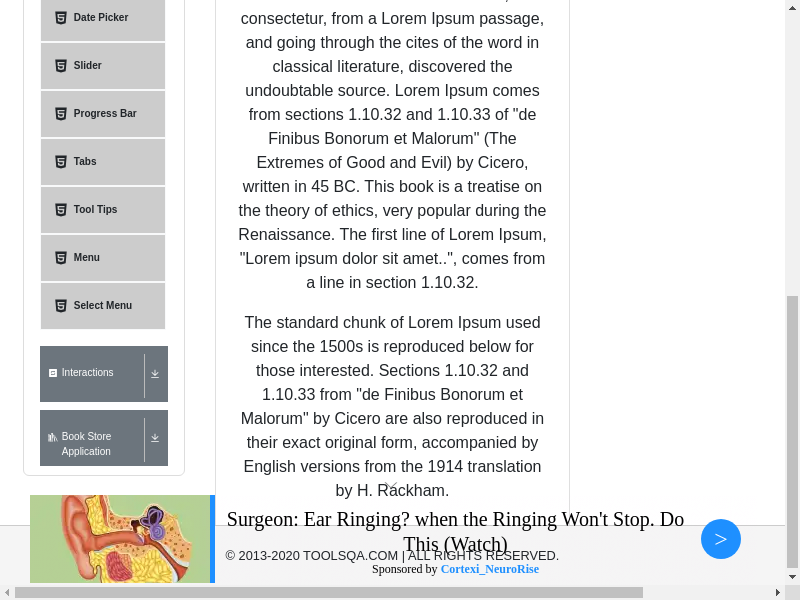 Date Picker
Slider
Progress Bar
Tabs
Tool Tips
Menu
Select Menu
Interactions
Book Store
Application
consectetur, from a Lorem Ipsum passage,
and going through the cites of the word in
classical literature, discovered the
undoubtable source. Lorem Ipsum comes
from sections 1.10.32 and 1.10.33 of "de
Finibus Bonorum et Malorum" (The
Extremes of Good and Evil) by Cicero,
written in 45 BC. This book is a treatise on
the theory of ethics, very popular during the
Renaissance. The first line of Lorem Ipsum,
"Lorem ipsum dolor sit amet..", comes from
a line in section 1.10.32.
The standard chunk of Lorem Ipsum used
since the 1500s is reproduced below for
those interested. Sections 1.10.32 and
1.10.33 from "de Finibus Bonorum et
Malorum" by Cicero are also reproduced in
their exact original form, accompanied by
English versions from the 1914 translation
by H. Rackham.
Surgeon: Ear Ringing? when the Ringing Won't Stop. Do
This (Watch)
© 2013-2020 TOOLSQA.COM | ALL RIGHTS RESERVED.
Sponsored by Cortexi_NeuroRise
>